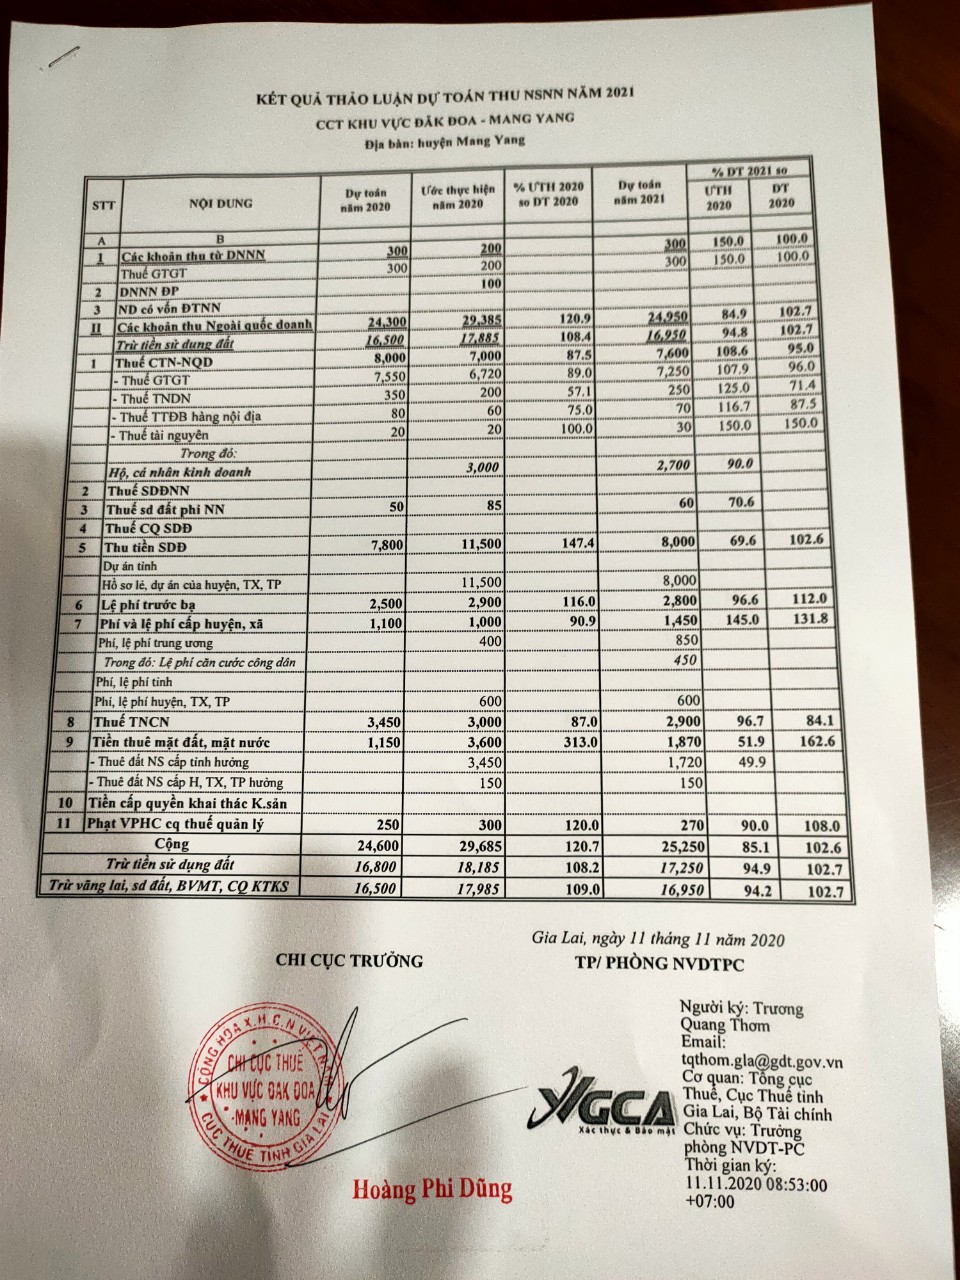 KẾT QUẢ THẢO LUẬN DỰ TOÁN THU NSNN NĂM 2021
CCT KHU VỰC ĐĂK ĐOA - MANG YANG
Địa bàn: huyện Mang Yang
STT NỘI DUNG Dự toán năm 2020 Ước thực hiện năm 2020 % UTH 2020 so DT 2020 Dự toán năm 2021 % DT 2021 so UTH 2020 DT 2020
A B
I Các khoản thu từ DNNN 300 200 300 150.0 100.0
Thuế GTGT 300 200 300 150.0 100.0
2 DNNN ĐP 100
3 ND có vốn ĐTNN
II Các khoản thu Ngoài quốc doanh 24,300 29,385 120.9 24,950 84.9 102.7
Trừ tiền sử dụng đất 16,500 17,885 108.4 16,950 94.8 102.7
1 Thuế CTN-NQD 8,000 7,000 87.5 7,600 108.6 95.0
- Thuế GTGT 7,550 6,720 89.0 7,250 107.9 96.0
- Thuế TNDN 350 200 57.1 250 125.0 71.4
- Thuế TTĐB hàng nội địa 80 60 75.0 70 116.7 87.5
- Thuế tài nguyên 20 20 100.0 30 150.0 150.0
Trong đó:
Hộ, cá nhân kinh doanh 3,000 2,700 90.0
2 Thuế SDĐNN
3 Thuế sd đất phi NN 50 85 60 70.6
4 Thuế CQ SDĐ
5 Thu tiền SDĐ 7,800 11,500 147.4 8,000 69.6 102.6
Dự án tỉnh
Hồ sơ lẻ, dự án của huyện, TX, TP 11,500 8,000
6 Lệ phí trước bạ 2,500 2,900 116.0 2,800 96.6 112.0
7 Phí và lệ phí cấp huyện, xã 1,100 1,000 90.9 1,450 145.0 131.8
Phí, lệ phí trung ương 400 850
Trong đó: Lệ phí căn cước công dân 450
Phí, lệ phí tỉnh
Phí, lệ phí huyện, TX, TP 600 600
8 Thuế TNCN 3,450 3,000 87.0 2,900 96.7 84.1
9 Tiền thuê mặt đất, mặt nước 1,150 3,600 313.0 1,870 51.9 162.6
- Thuê đất NS cấp tỉnh hưởng 3,450 1,720 49.9
- Thuê đất NS cấp H, TX, TP hưởng 150 150
10 Tiền cấp quyền khai thác K.sản
11 Phạt VPHC cq thuế quản lý 250 300 120.0 270 90.0 108.0
Cộng 24,600 29,685 120.7 25,250 85.1 102.6
Trừ tiền sử dụng đất 16,800 18,185 108.2 17,250 94.9 102.7
Trừ vãng lai, sd đất, BVMT, CQ KTKS 16,500 17,985 109.0 16,950 94.2 102.7
Gia Lai, ngày 11 tháng 11 năm 2020
CHI CỤC TRƯỞNG
TP/ PHÒNG NVDTPC
CỘNG HOÀ X.H.C.N VIỆT NAM
CHI CỤC THUẾ
KHU VỰC ĐAK ĐOA
-MANG YANG
CỤC THUẾ TỈNH GIA LAI
Hoàng Phi Dũng
VGCA
Xác thực & Bảo mật
Người ký: Trương
Quang Thơm
Email:
tqthom.gla@gdt.gov.vn
Cơ quan: Tổng cục
Thuế, Cục Thuế tỉnh
Gia Lai, Bộ Tài chính
Chức vụ: Trưởng
phòng NVDT-PC
Thời gian ký:
11.11.2020 08:53:00
+07:00